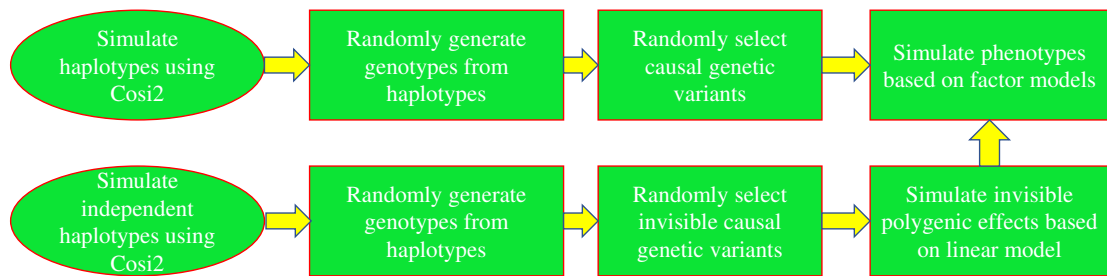 Simulate
haplotypes using
Cosi2
Randomly generate
genotypes from
haplotypes
Randomly select
causal genetic
variants
Simulate phenotypes
based on factor models
Simulate
independent
haplotypes using
Cosi2
Randomly generate
genotypes from
haplotypes
Randomly select
invisible causal
genetic variants
Simulate invisible
polygenic effects based
on linear model